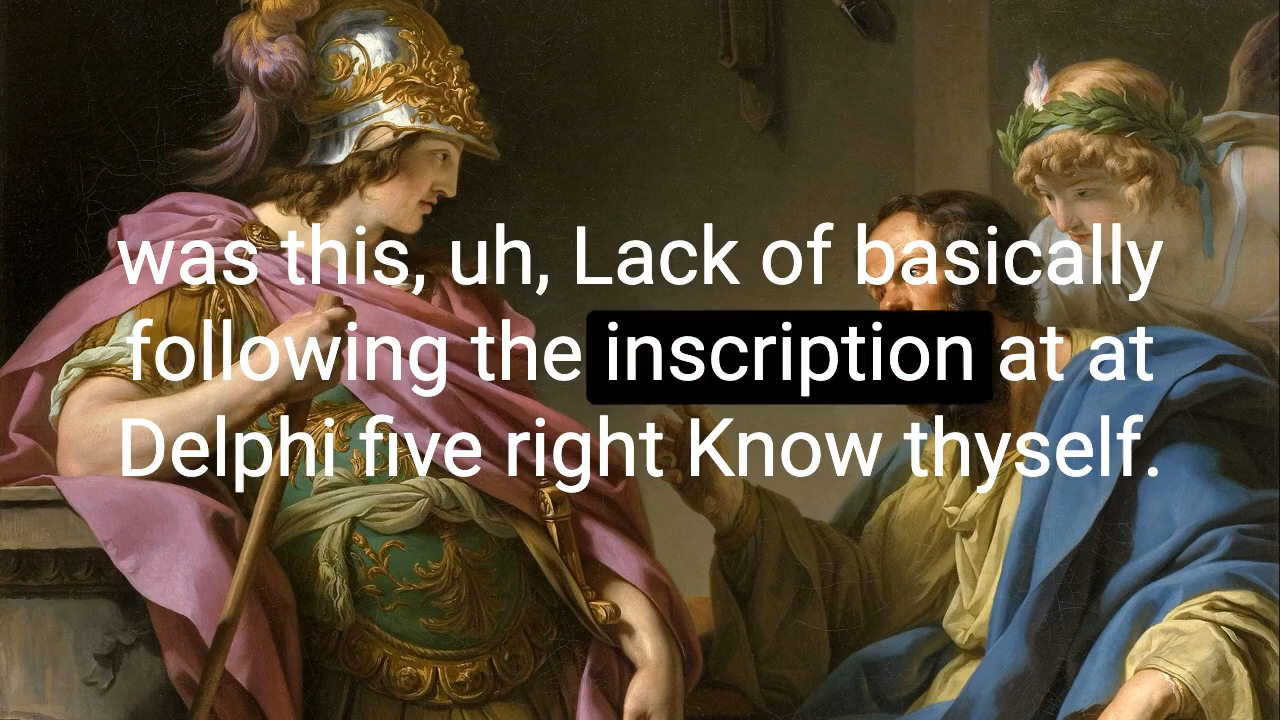 was this, uh, Lack of basically
following the inscription at at
Delphi five right Know thyself.